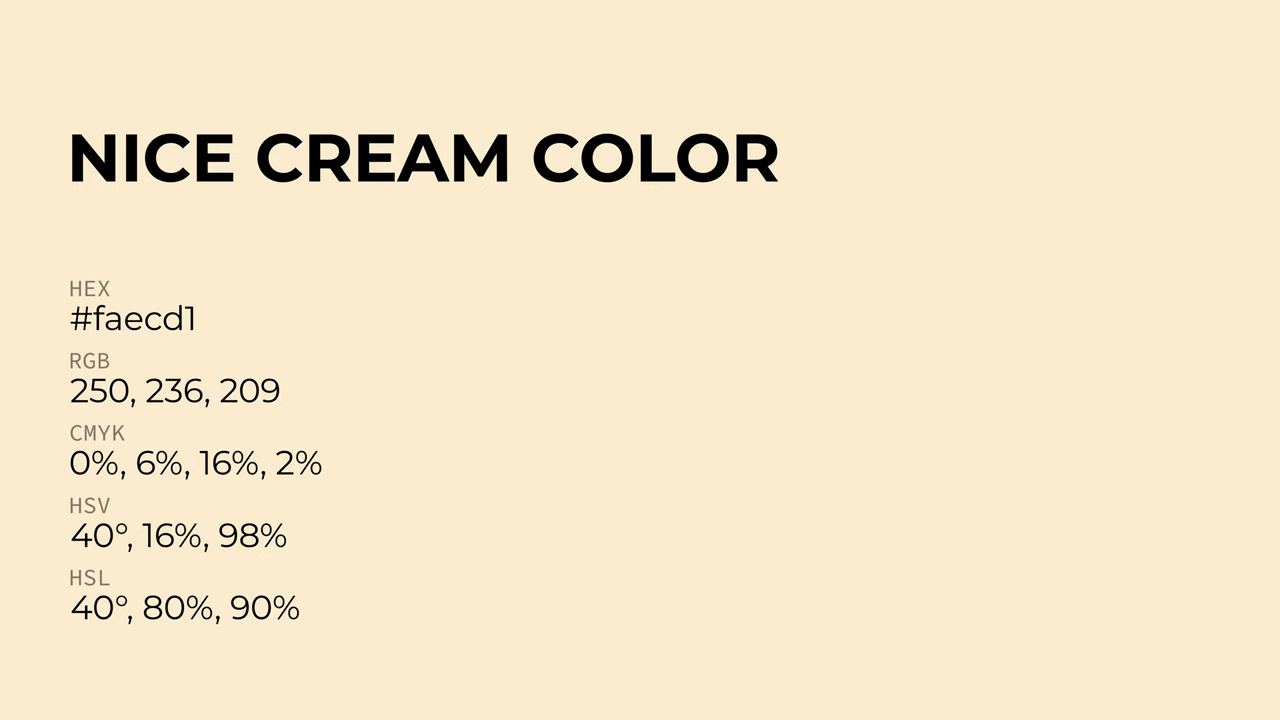 NICE CREAM COLOR
HEX
#faecd1
RGB
250, 236, 209
CMYK
0%, 6%, 16%, 2%
HSV
40°, 16%, 98%
HSL
40°, 80%, 90%